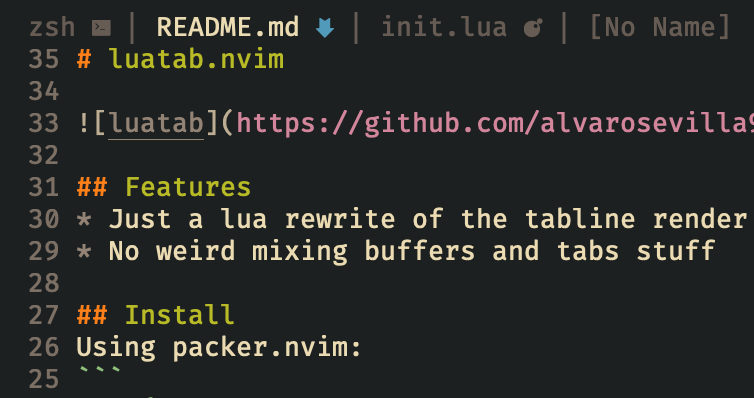 zsh | README.md | init.lua | [No Name]
35 # luatab.nvim
34
33 ![luatab](https://github.com/alvarosevilla9
32
31 ## Features
30 * Just a lua rewrite of the tabline render
29 * No weird mixing buffers and tabs stuff
28
27 ## Install
26 Using packer.nvim:
25 ```